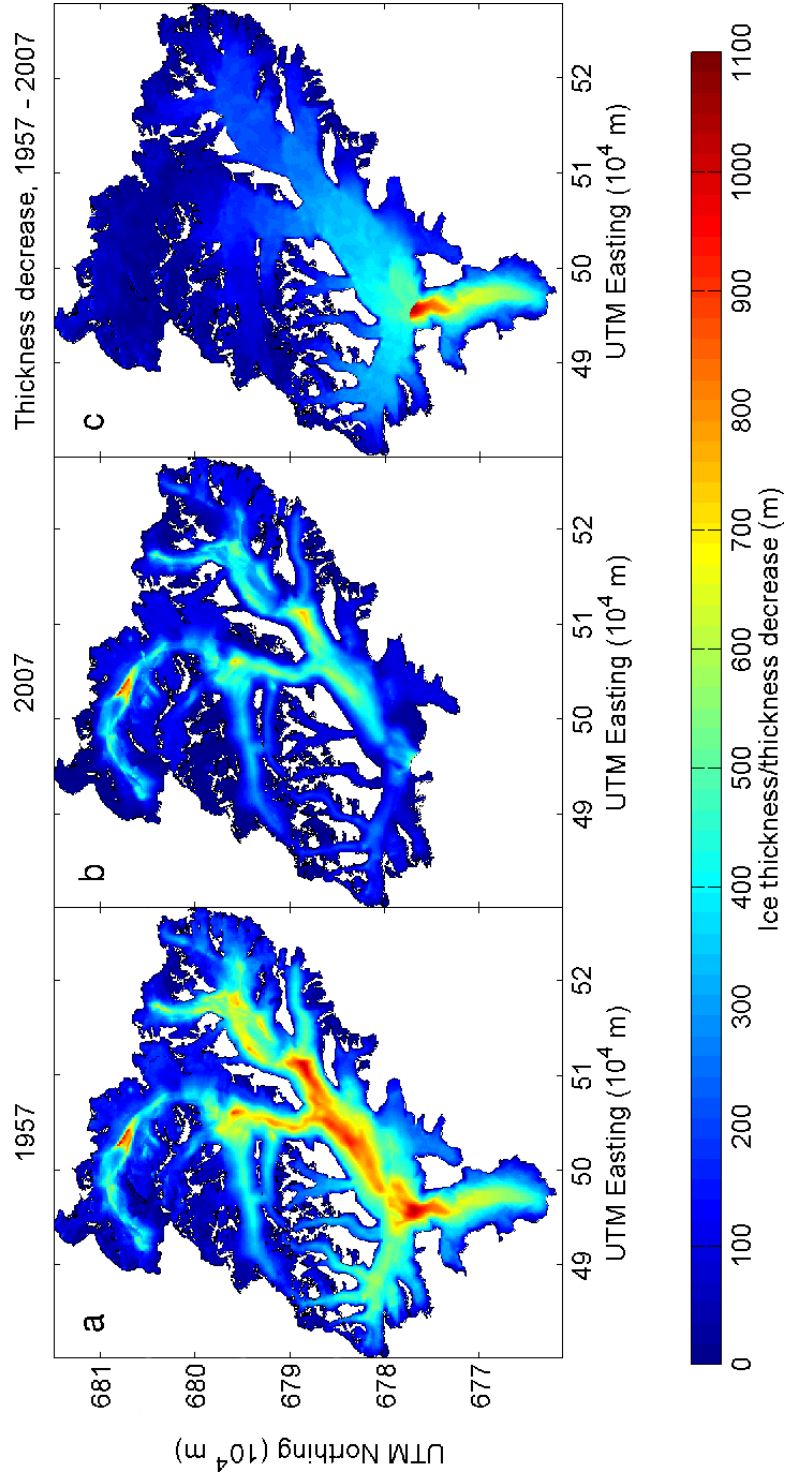 1957
2007
Thickness decrease, 1957 - 2007
a
b
c
UTM Northing (10⁴ m)
681
680
679
678
677
49 50 51 52
49 50 51 52
49 50 51 52
UTM Easting (10⁴ m)
UTM Easting (10⁴ m)
UTM Easting (10⁴ m)
0 100 200 300 400 500 600 700 800 900 1000 1100
Ice thickness/thickness decrease (m)